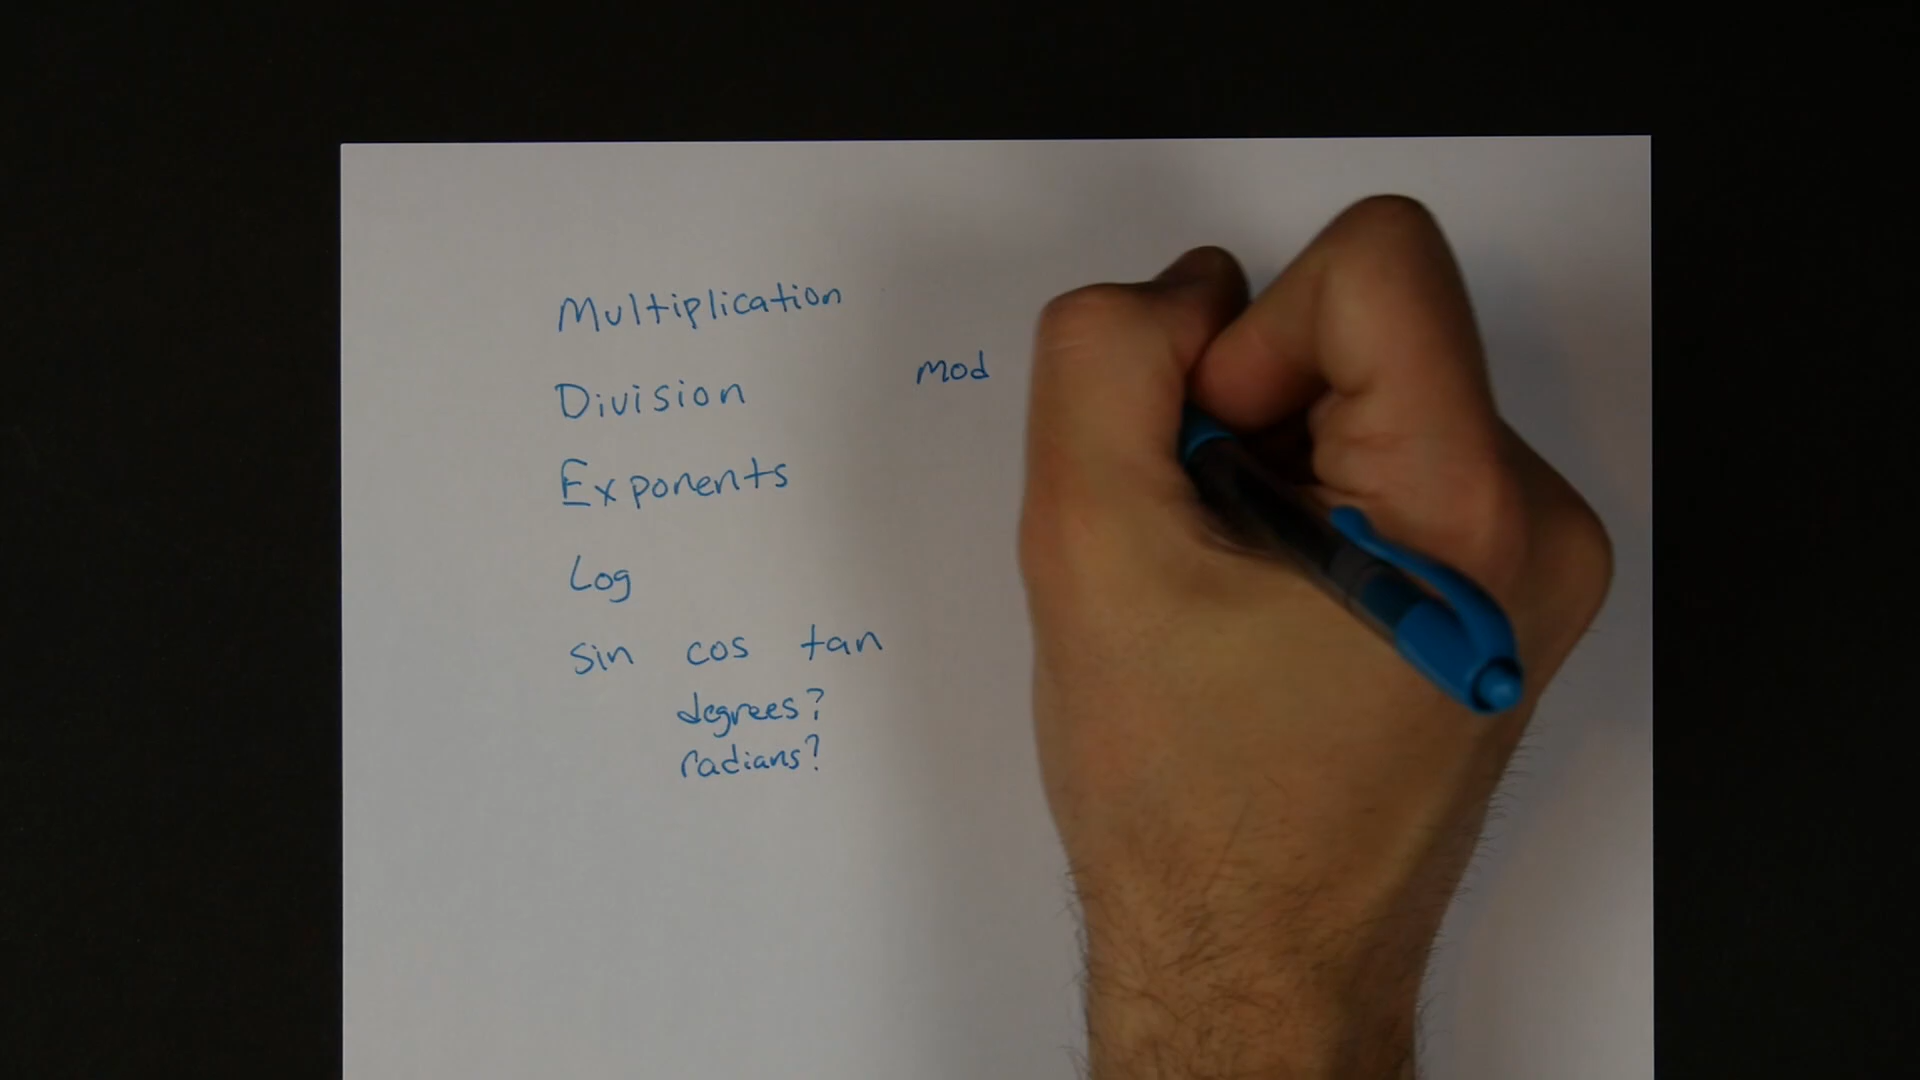 Multiplication
mod
Division
Exponents
Log
sin cos tan
degrees?
radians?